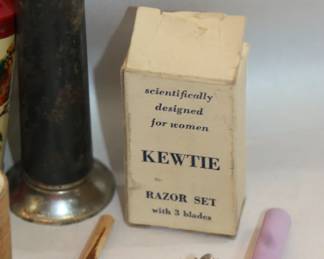 scientifically
designed
for women
KEWTIE
RAZOR SET
with 3 blades